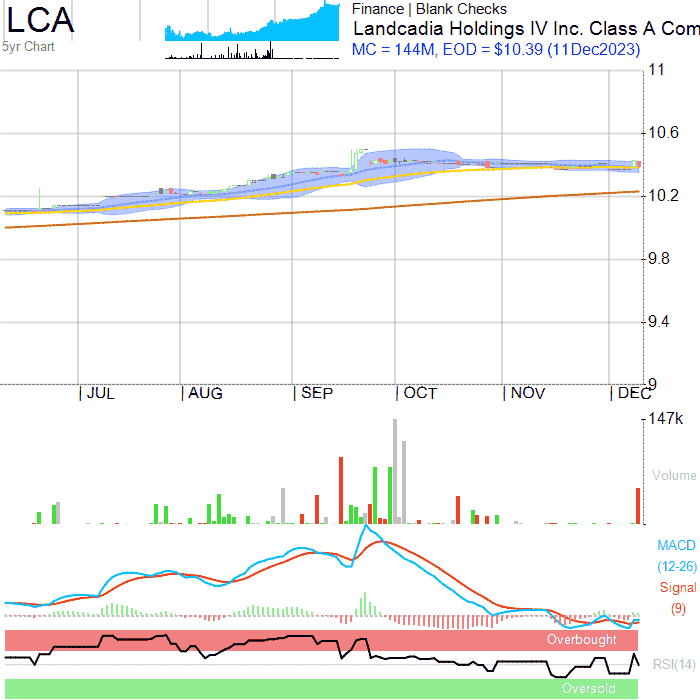 LCA
5yr Chart
Finance | Blank Checks
Landcadia Holdings IV Inc. Class A Com
MC = 144M, EOD = $10.39 (11Dec2023)
11
10.6
10.2
9.8
9.4
9
JUL AUG SEP OCT NOV DEC
147k
Volume
MACD
(12-26)
Signal
(9)
Overbought
RSI(14)
Oversold